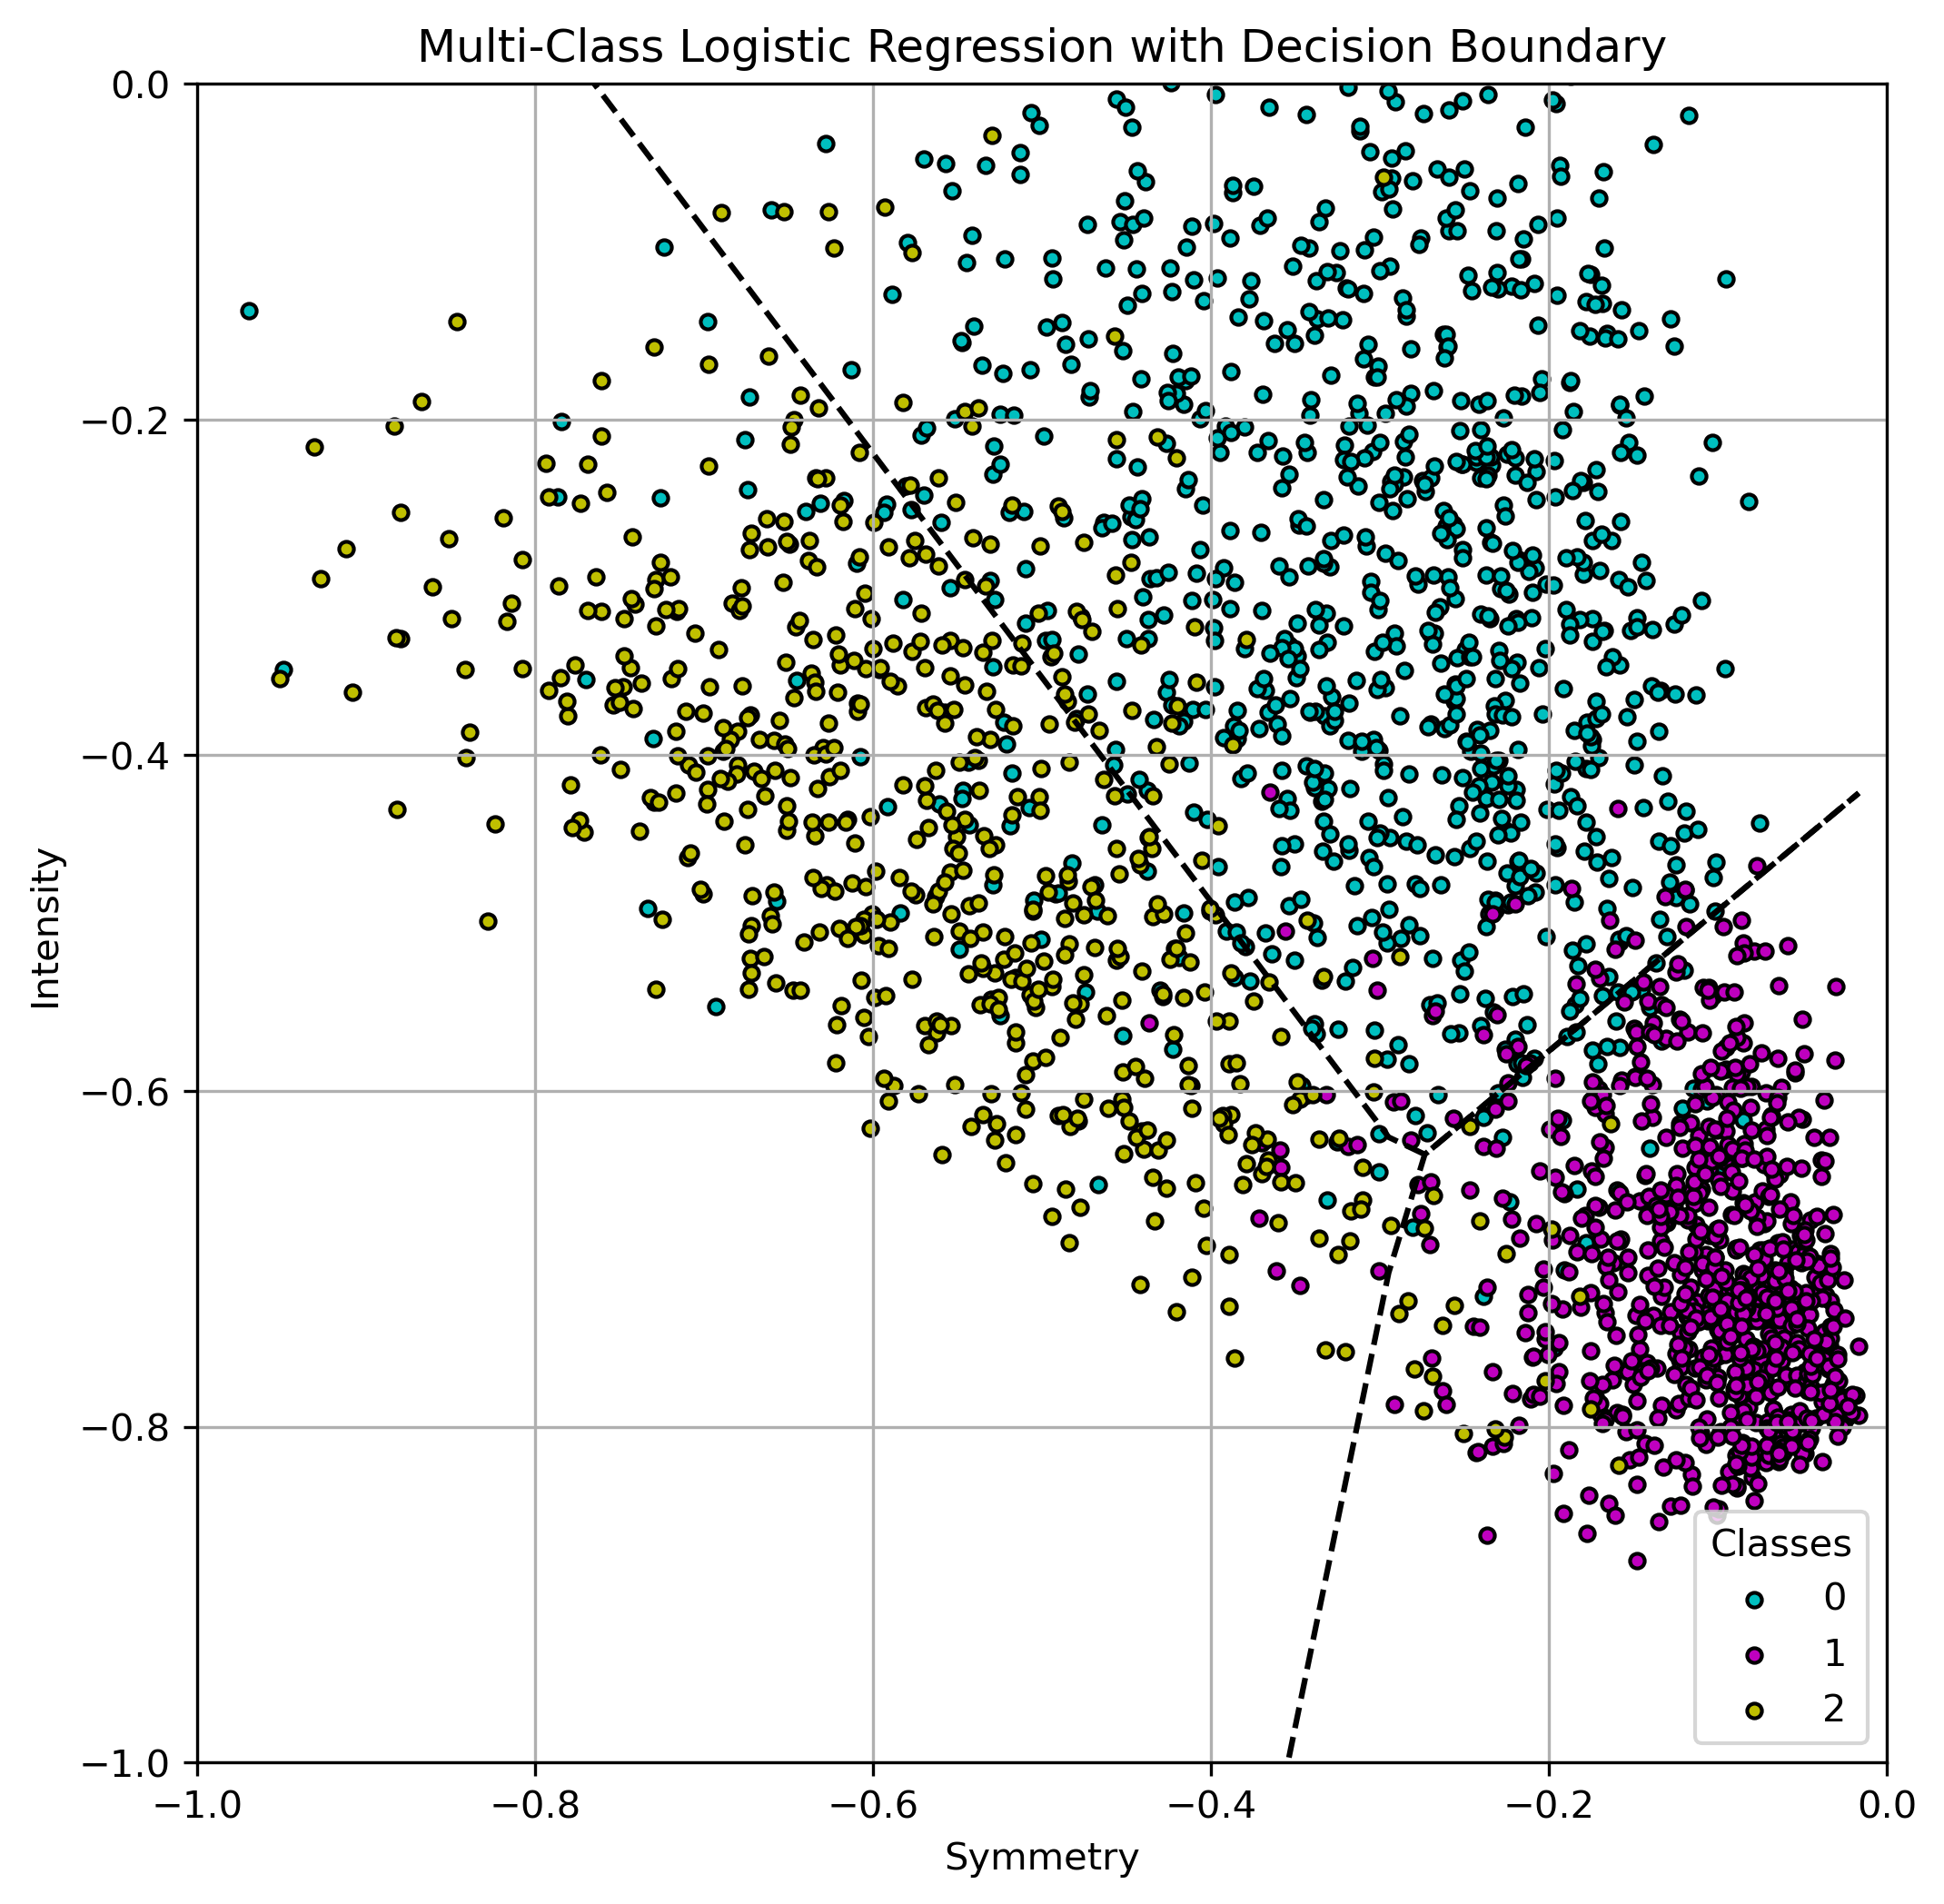 Multi-Class Logistic Regression with Decision Boundary
0.0
−0.2
−0.4
−0.6
−0.8
−1.0
Intensity
−1.0 −0.8 −0.6 −0.4 −0.2 0.0
Symmetry
Classes
0
1
2